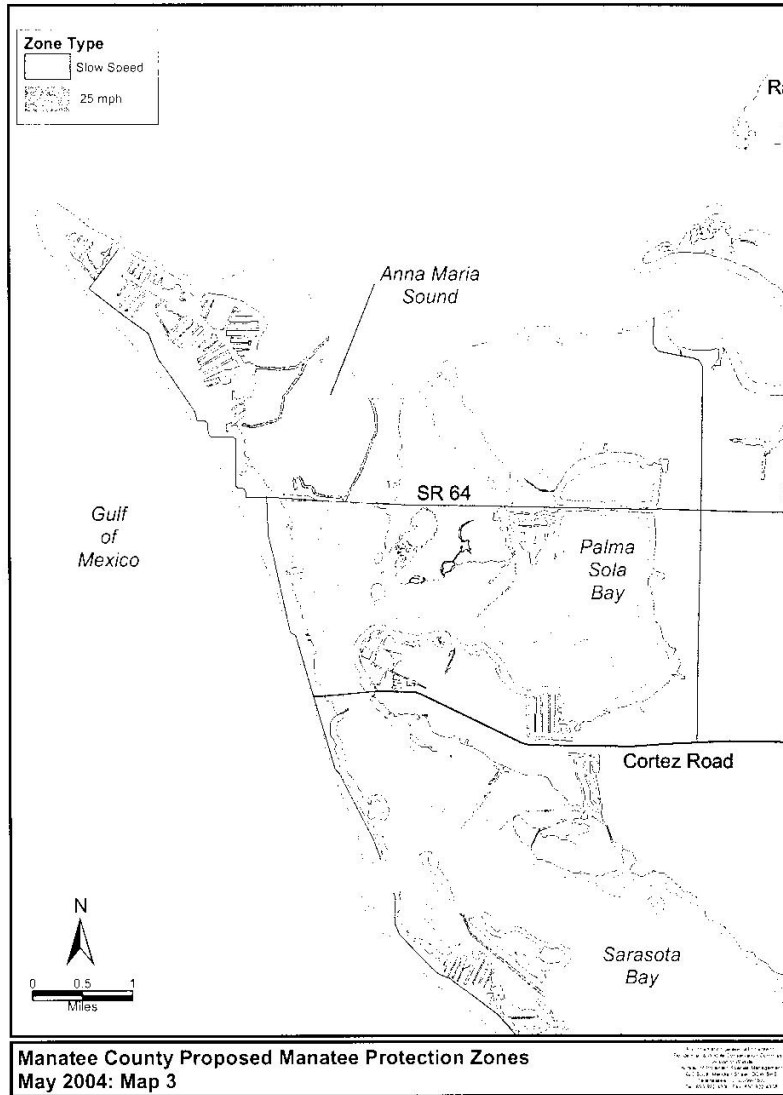 Zone Type
Slow Speed
25 mph
Anna Maria
Sound
SR 64
Gulf
of
Mexico
Palma
Sola
Bay
Cortez Road
N
0 0.5 1
Miles
Sarasota
Bay
Manatee County Proposed Manatee Protection Zones
May 2004: Map 3